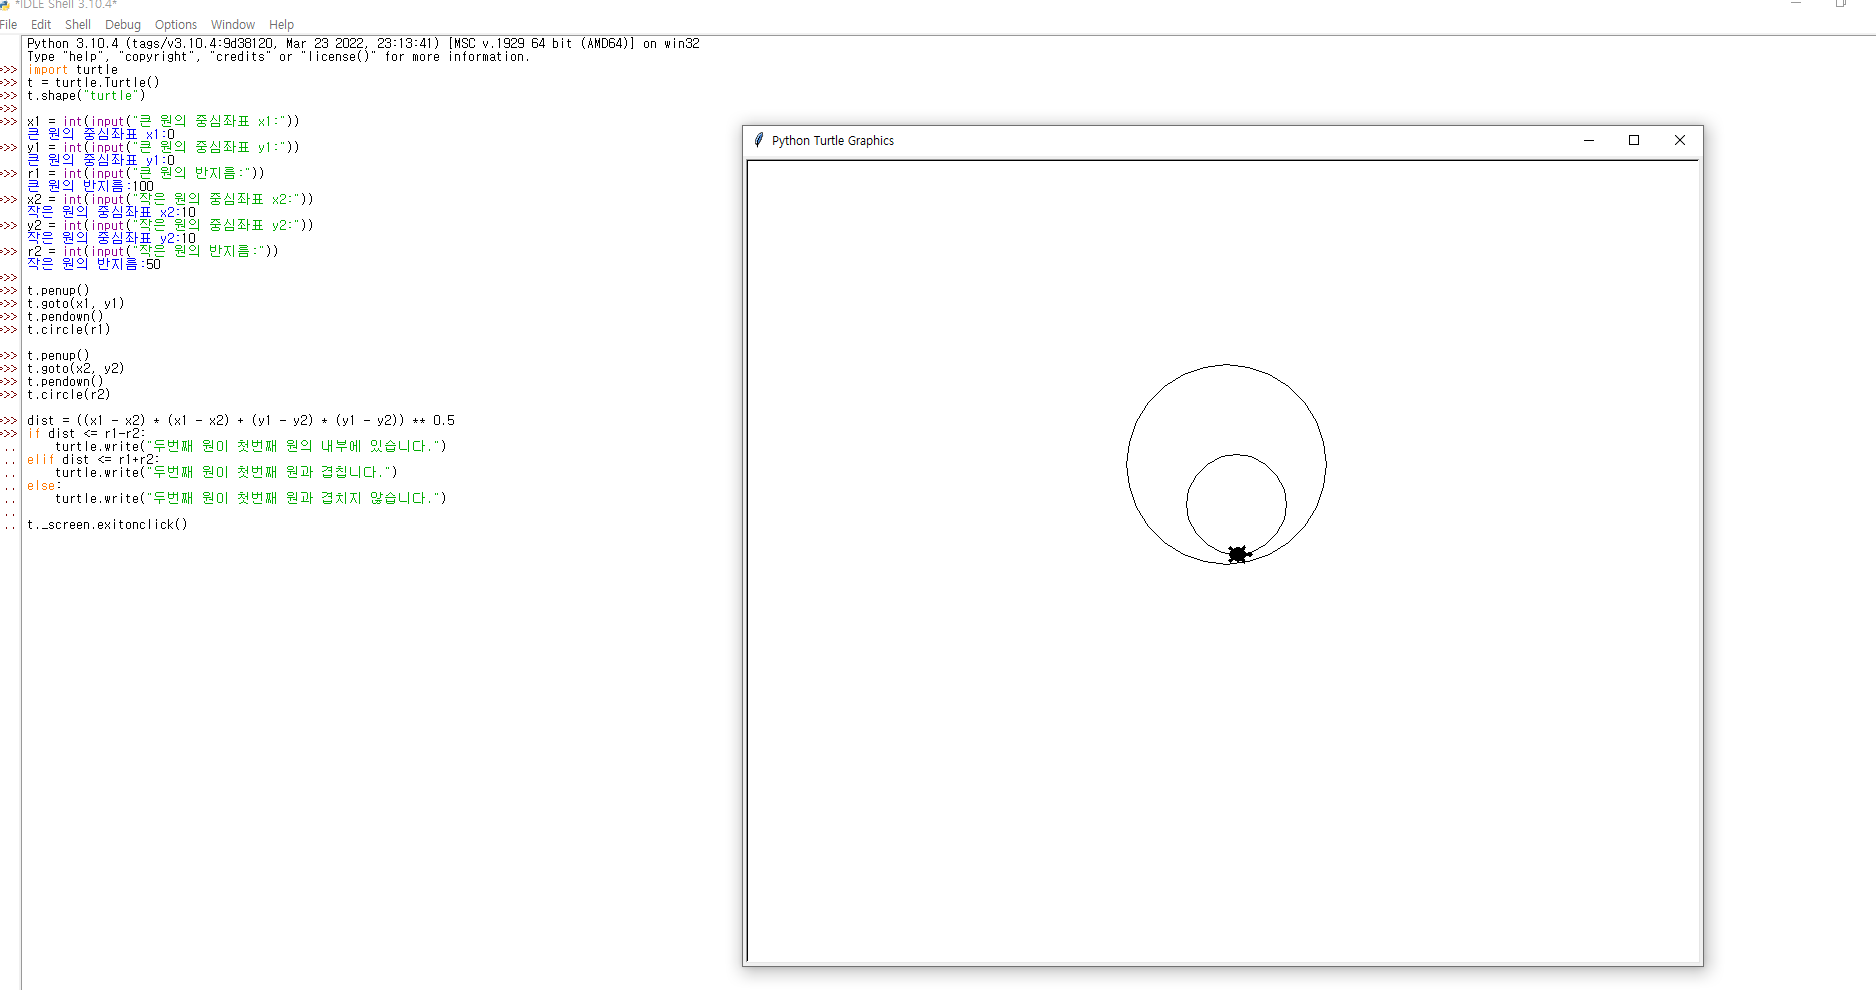 *IDLE Shell 3.10.4*
File Edit Shell Debug Options Window Help
Python 3.10.4 (tags/v3.10.4:9d38120, Mar 23 2022, 23:13:41) [MSC v.1929 64 bit (AMD64)] on win32
Type "help", "copyright", "credits" or "license()" for more information.
>>> import turtle
>>> t = turtle.Turtle()
>>> t.shape("turtle")
>>>
>>> x1 = int(input("큰 원의 중심좌표 x1:"))
큰 원의 중심좌표 x1:0
>>> y1 = int(input("큰 원의 중심좌표 y1:"))
큰 원의 중심좌표 y1:0
>>> r1 = int(input("큰 원의 반지름:"))
큰 원의 반지름:100
>>> x2 = int(input("작은 원의 중심좌표 x2:"))
작은 원의 중심좌표 x2:10
>>> y2 = int(input("작은 원의 중심좌표 y2:"))
작은 원의 중심좌표 y2:10
>>> r2 = int(input("작은 원의 반지름:"))
작은 원의 반지름:50
>>>
>>> t.penup()
>>> t.goto(x1, y1)
>>> t.pendown()
>>> t.circle(r1)
>>> t.penup()
>>> t.goto(x2, y2)
>>> t.pendown()
>>> t.circle(r2)
>>> dist = ((x1 - x2) * (x1 - x2) + (y1 - y2) * (y1 - y2)) ** 0.5
>>> if dist <= r1-r2:
.. turtle.write("두번째 원이 첫번째 원의 내부에 있습니다.")
.. elif dist <= r1+r2:
.. turtle.write("두번째 원이 첫번째 원과 겹칩니다.")
.. else:
.. turtle.write("두번째 원이 첫번째 원과 겹치지 않습니다.")
..
.. t._screen.exitonclick()
Python Turtle Graphics